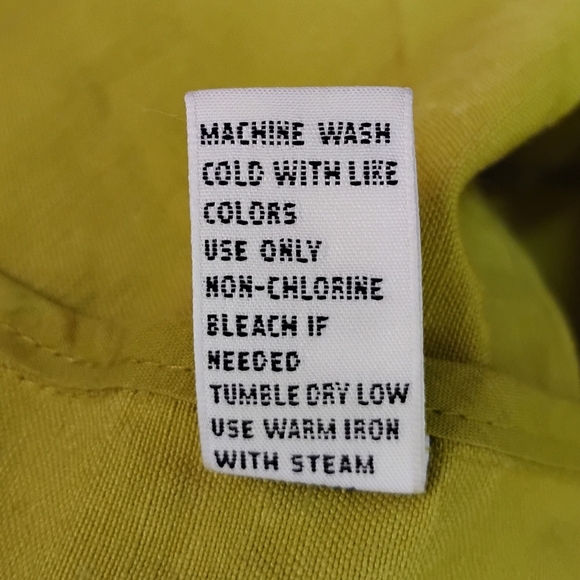 MACHINE WASH
COLD WITH LIKE
COLORS
USE ONLY
NON-CHLORINE
BLEACH IF
NEEDED
TUMBLE DRY LOW
USE WARM IRON
WITH STEAM